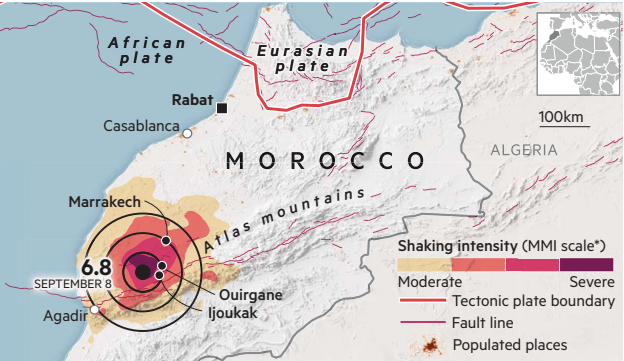 African
plate
Eurasian
plate
Rabat
Casablanca
100km
MOROCCO
ALGERIA
Marrakech
Atlas mountains
Shaking intensity (MMI scale*)
6.8
SEPTEMBER 8
Moderate
Severe
Ouirgane
Tectonic plate boundary
Ijoukak
Agadir
Fault line
Populated places